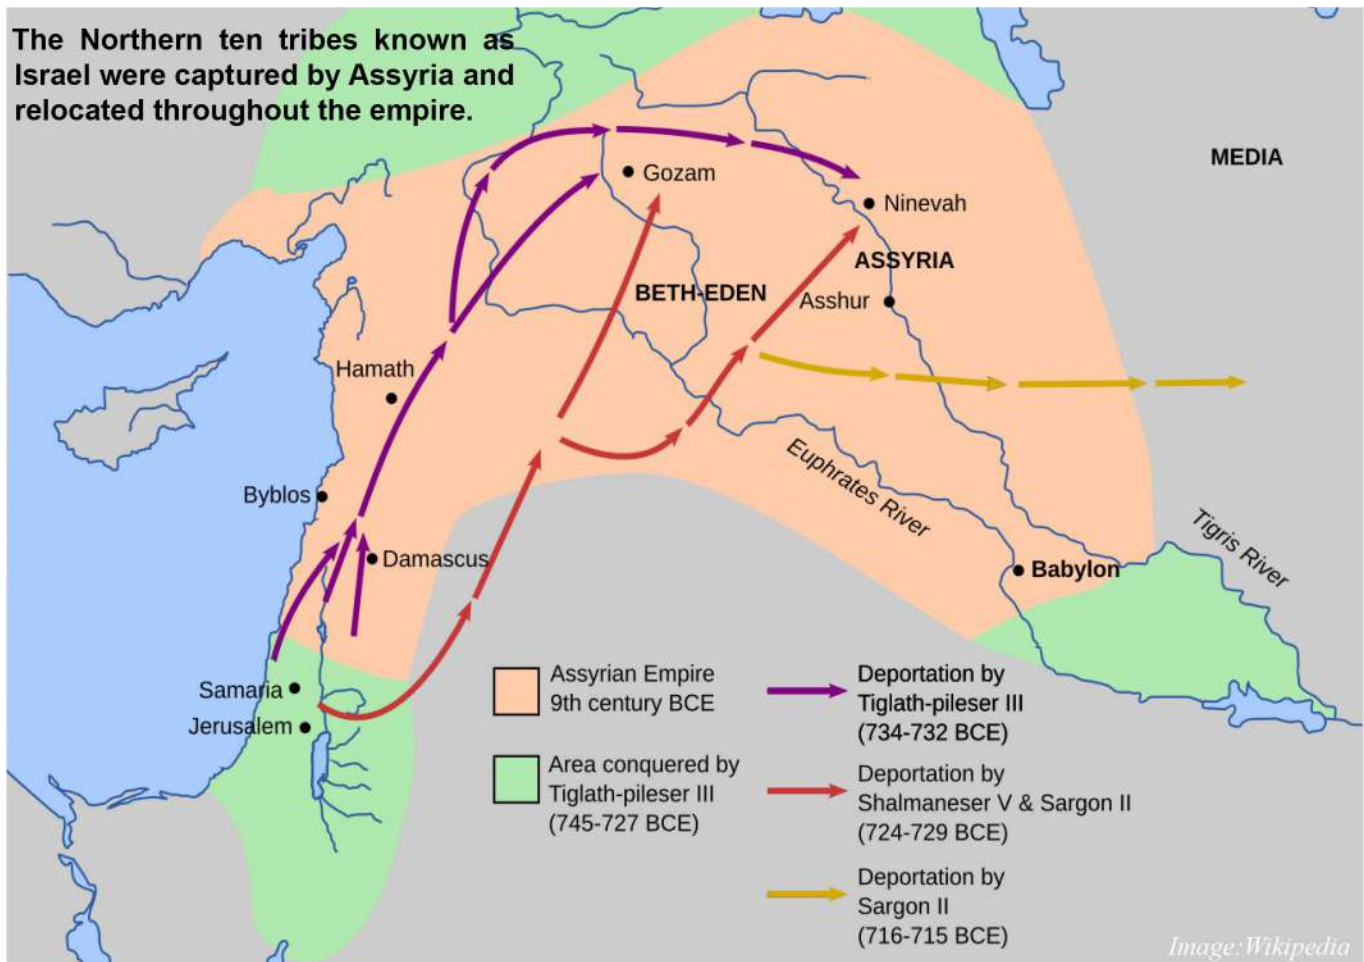 The Northern ten tribes known as
Israel were captured by Assyria and
relocated throughout the empire.
MEDIA
Gozam
Ninevah
ASSYRIA
BETH-EDEN
Asshur
Hamath
Byblos
Euphrates River
Tigris River
Damascus
Babylon
Samaria
Jerusalem
Assyrian Empire
9th century BCE
Area conquered by
Tiglath-pileser III
(745-727 BCE)
Deportation by
Tiglath-pileser III
(734-732 BCE)
Deportation by
Shalmaneser V & Sargon II
(724-729 BCE)
Deportation by
Sargon II
(716-715 BCE)
Image:Wikipedia